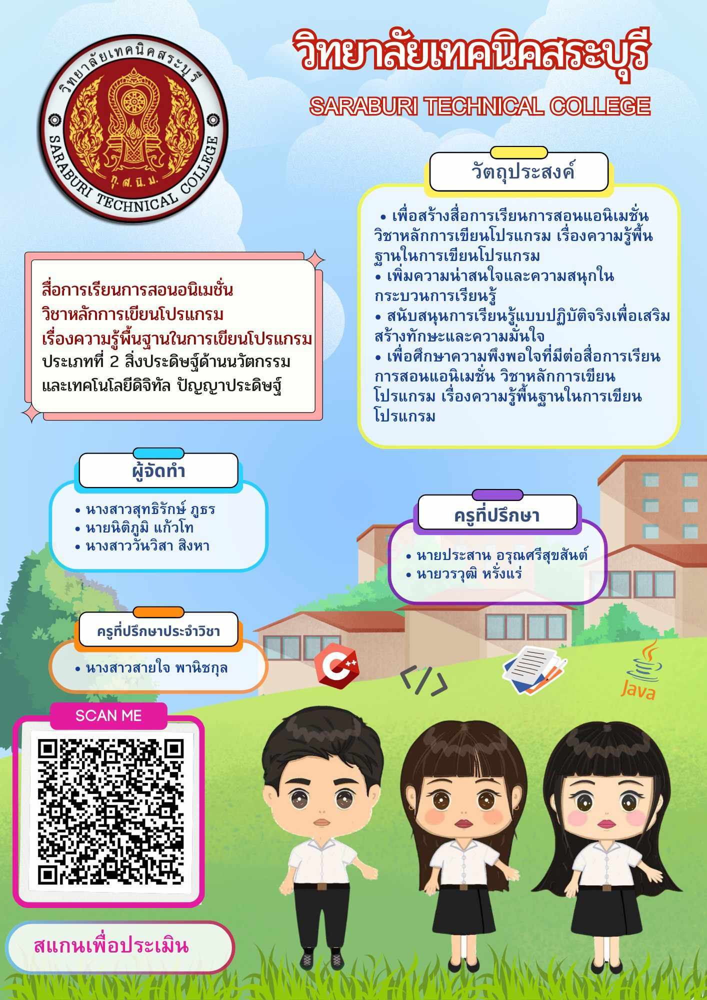 วิทยาลัยเทคนิคสระบุรี
SARABURI TECHNICAL COLLEGE
วิทยาลัยเทคนิคสระบุรี
ทุ. ส. นิ. ม.
SARABURI TECHNICAL COLLEGE
สื่อการเรียนการสอนอนิเมชั่น
วิชาหลักการเขียนโปรแกรม
เรื่องความรู้พื้นฐานในการเขียนโปรแกรม
ประเภทที่ 2 สิ่งประดิษฐ์ด้านนวัตกรรม
และเทคโนโลยีดิจิทัล ปัญญาประดิษฐ์
วัตถุประสงค์
• เพื่อสร้างสื่อการเรียนการสอนแอนิเมชั่น
วิชาหลักการเขียนโปรแกรม เรื่องความรู้พื้น
ฐานในการเขียนโปรแกรม
• เพิ่มความน่าสนใจและความสนุกใน
กระบวนการเรียนรู้
• สนับสนุนการเรียนรู้แบบปฏิบัติจริงเพื่อเสริม
สร้างทักษะและความมั่นใจ
• เพื่อศึกษาความพึงพอใจที่มีต่อสื่อการเรียน
การสอนแอนิเมชั่น วิชาหลักการเขียน
โปรแกรม เรื่องความรู้พื้นฐานในการเขียน
โปรแกรม
ผู้จัดทำ
• นางสาวสุทธิรักษ์ ภูธร
• นายนิติภูมิ แก้วโท
• นางสาววันวิสา สิงหา
ครูที่ปรึกษา
• นายประสาน อรุณศรีสุขสันต์
• นายวรวุฒิ หรั่งแร่
ครูที่ปรึกษาประจำวิชา
• นางสาวสายใจ พานิชกุล
C++
</>
Java
SCAN ME
สแกนเพื่อประเมิน